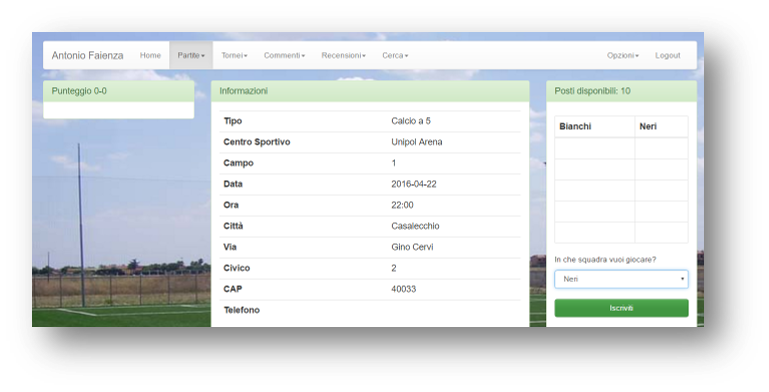 Antonio Faienza Home Partite Tornei Commenti Recensioni Cerca Opzioni Logout
Punteggio 0-0
Informazioni
Tipo Calcio a 5
Centro Sportivo Unipol Arena
Campo 1
Data 2016-04-22
Ora 22:00
Città Casalecchio
Via Gino Cervi
Civico 2
CAP 40033
Telefono
Posti disponibili: 10
Bianchi Neri
In che squadra vuoi giocare?
Neri
Iscriviti